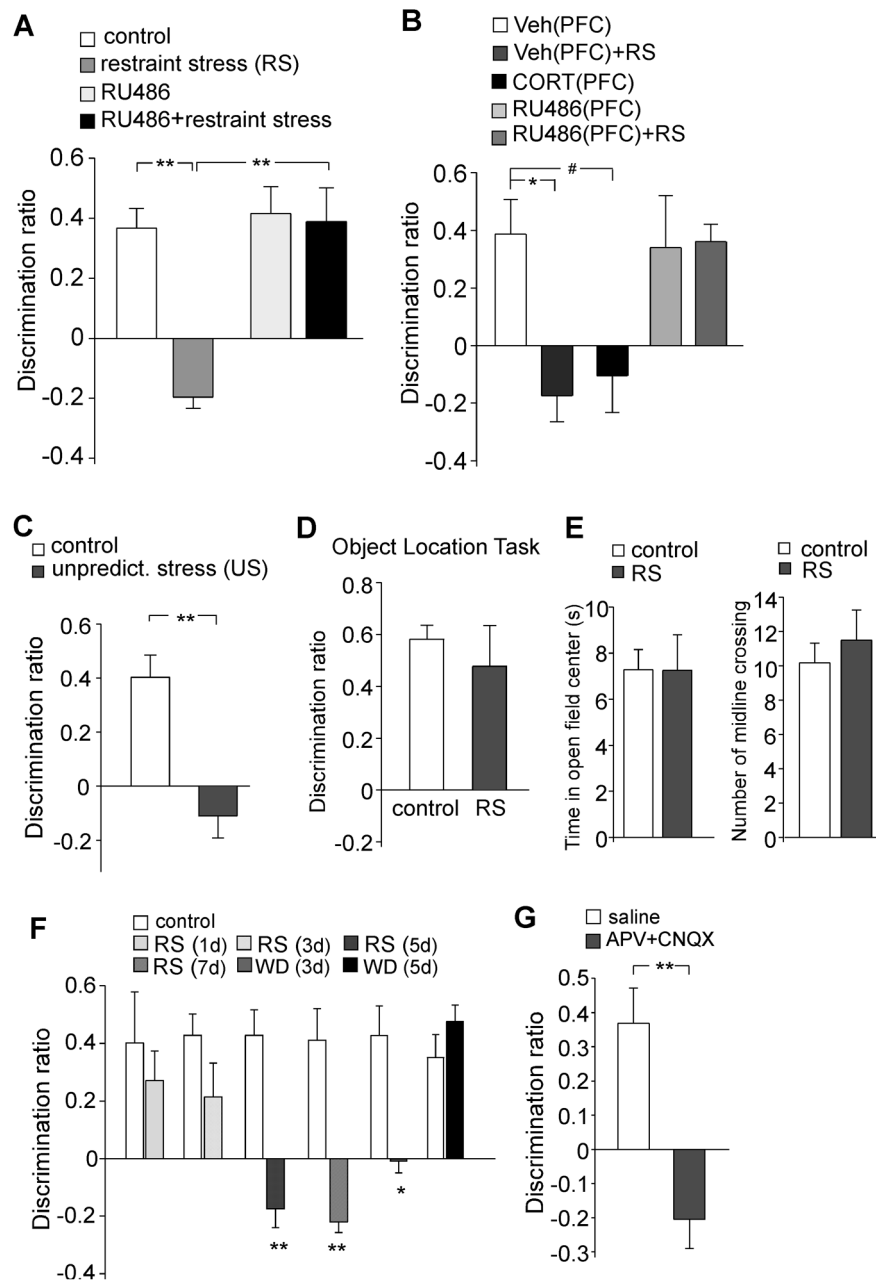 A
control
restraint stress (RS)
RU486
RU486+restraint stress
0.6
0.4
0.2
0
-0.2
-0.4
Discrimination ratio
**
**
B
Veh(PFC)
Veh(PFC)+RS
CORT(PFC)
RU486(PFC)
RU486(PFC)+RS
0.6
0.4
0.2
0
-0.2
-0.4
Discrimination ratio
#
*
C
control
unpredict. stress (US)
0.6
0.4
0.2
0
-0.2
Discrimination ratio
**
D
Object Location Task
0.8
0.6
0.4
0.2
0
-0.2
Discrimination ratio
control RS
E
control
RS
10
8
6
4
2
0
Time in open field center (s)
control
RS
14
12
10
8
6
4
2
0
Number of midline crossing
F
control
RS (1d) RS (3d) RS (5d)
RS (7d) WD (3d) WD (5d)
0.6
0.4
0.2
0
-0.2
-0.4
Discrimination ratio
**
**
*
G
saline
APV+CNQX
0.5
0.4
0.3
0.2
0.1
0
-0.1
-0.2
-0.3
Discrimination ratio
**